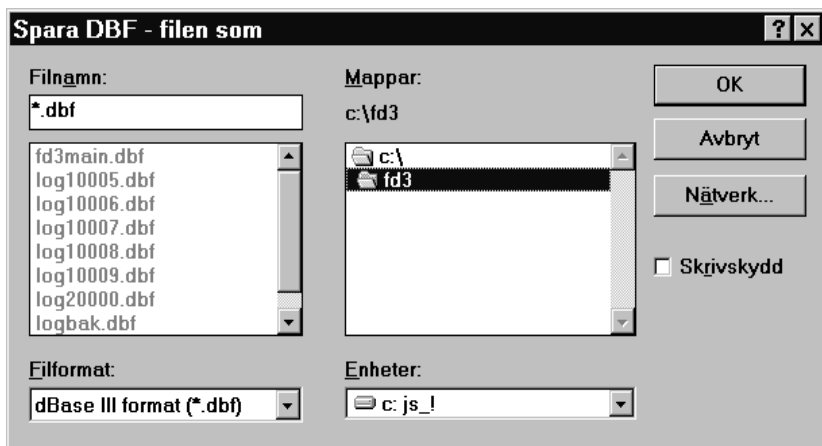 Spara DBF - filen som
Filnamn:
*.dbf
fd3main.dbf
log10005.dbf
log10006.dbf
log10007.dbf
log10008.dbf
log10009.dbf
log20000.dbf
logbak.dbf
Filformat:
dBase III format (*.dbf)
Mappar:
c:\fd3
c:\
fd3
Enheter:
c: js_!
OK
Avbryt
Nätverk...
Skrivskydd